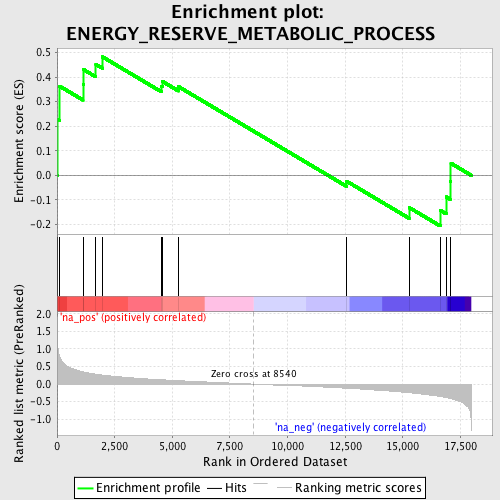 Enrichment plot:
ENERGY_RESERVE_METABOLIC_PROCESS
Enrichment score (ES)
0.5
0.4
0.3
0.2
0.1
0.0
-0.1
-0.2
'na_pos' (positively correlated)
Ranked list metric (PreRanked)
2.0
1.5
1.0
0.5
0.0
-0.5
-1.0
Zero cross at 8540
'na_neg' (negatively correlated)
0
2,500
5,000
7,500
10,000
12,500
15,000
17,500
Rank in Ordered Dataset
Enrichment profile
Hits
Ranking metric scores